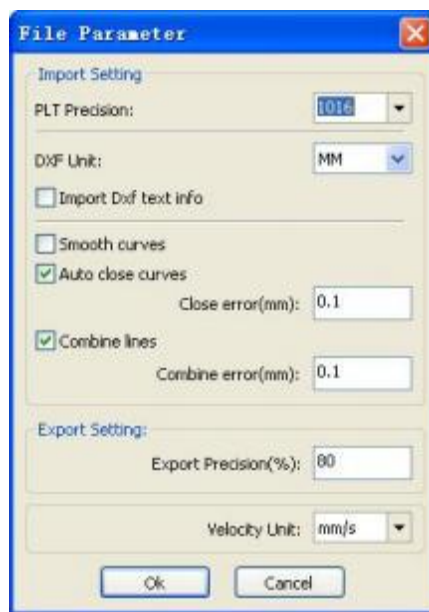 File Parameter
Import Setting
PLT Precision: 1016
DXF Unit: MM
Import Dxf text info
Smooth curves
Auto close curves
Close error(mm): 0.1
Combine lines
Combine error(mm): 0.1
Export Setting:
Export Precision(%): 80
Velocity Unit: mm/s
Ok Cancel